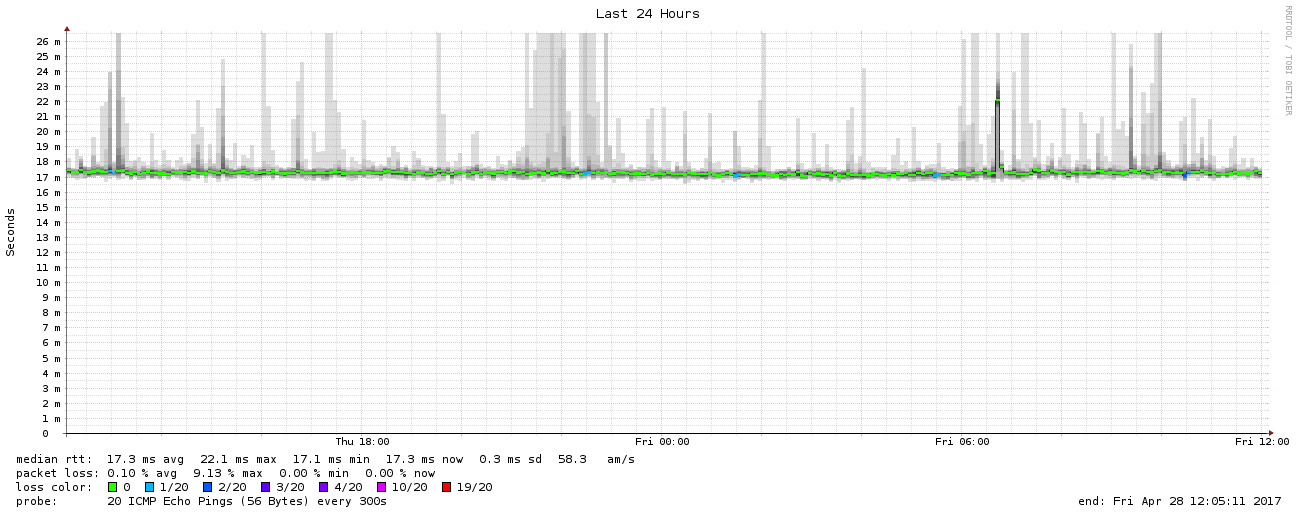 Last 24 Hours
RRDTOOL / TOBI OETIKER
Seconds
26 m
25 m
24 m
23 m
22 m
21 m
20 m
19 m
18 m
17 m
16 m
15 m
14 m
13 m
12 m
11 m
10 m
9 m
8 m
7 m
6 m
5 m
4 m
3 m
2 m
1 m
0
Thu 18:00 Fri 00:00 Fri 06:00 Fri 12:00
median rtt: 17.3 ms avg 22.1 ms max 17.1 ms min 17.3 ms now 0.3 ms sd 58.3 am/s
packet loss: 0.10 % avg 9.13 % max 0.00 % min 0.00 % now
loss color: 0 1/20 2/20 3/20 4/20 10/20 19/20
probe: 20 ICMP Echo Pings (56 Bytes) every 300s end: Fri Apr 28 12:05:11 2017